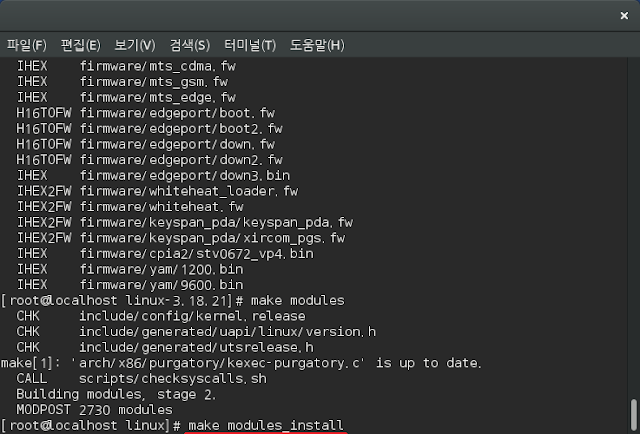 파일(F) 편집(E) 보기(V) 검색(S) 터미널(T) 도움말(H)
IHEX firmware/mts_cdma.fw
IHEX firmware/mts_gsm.fw
IHEX firmware/mts_edge.fw
H16TOFW firmware/edgeport/boot.fw
H16TOFW firmware/edgeport/boot2.fw
H16TOFW firmware/edgeport/down.fw
H16TOFW firmware/edgeport/down2.fw
IHEX firmware/edgeport/down3.bin
IHEX2FW firmware/whiteheat_loader.fw
IHEX2FW firmware/whiteheat.fw
IHEX2FW firmware/keyspan_pda/keyspan_pda.fw
IHEX2FW firmware/keyspan_pda/xircom_pgs.fw
IHEX firmware/cpia2/stv0672_vp4.bin
IHEX firmware/yam/1200.bin
IHEX firmware/yam/9600.bin
[root@localhost linux-3.18.21]# make modules
CHK include/config/kernel.release
CHK include/generated/uapi/linux/version.h
CHK include/generated/utsrelease.h
make[1]: 'arch/x86/purgatory/kexec-purgatory.c' is up to date.
CALL scripts/checksyscalls.sh
Building modules, stage 2.
MODPOST 2730 modules
[root@localhost linux]# make modules_install